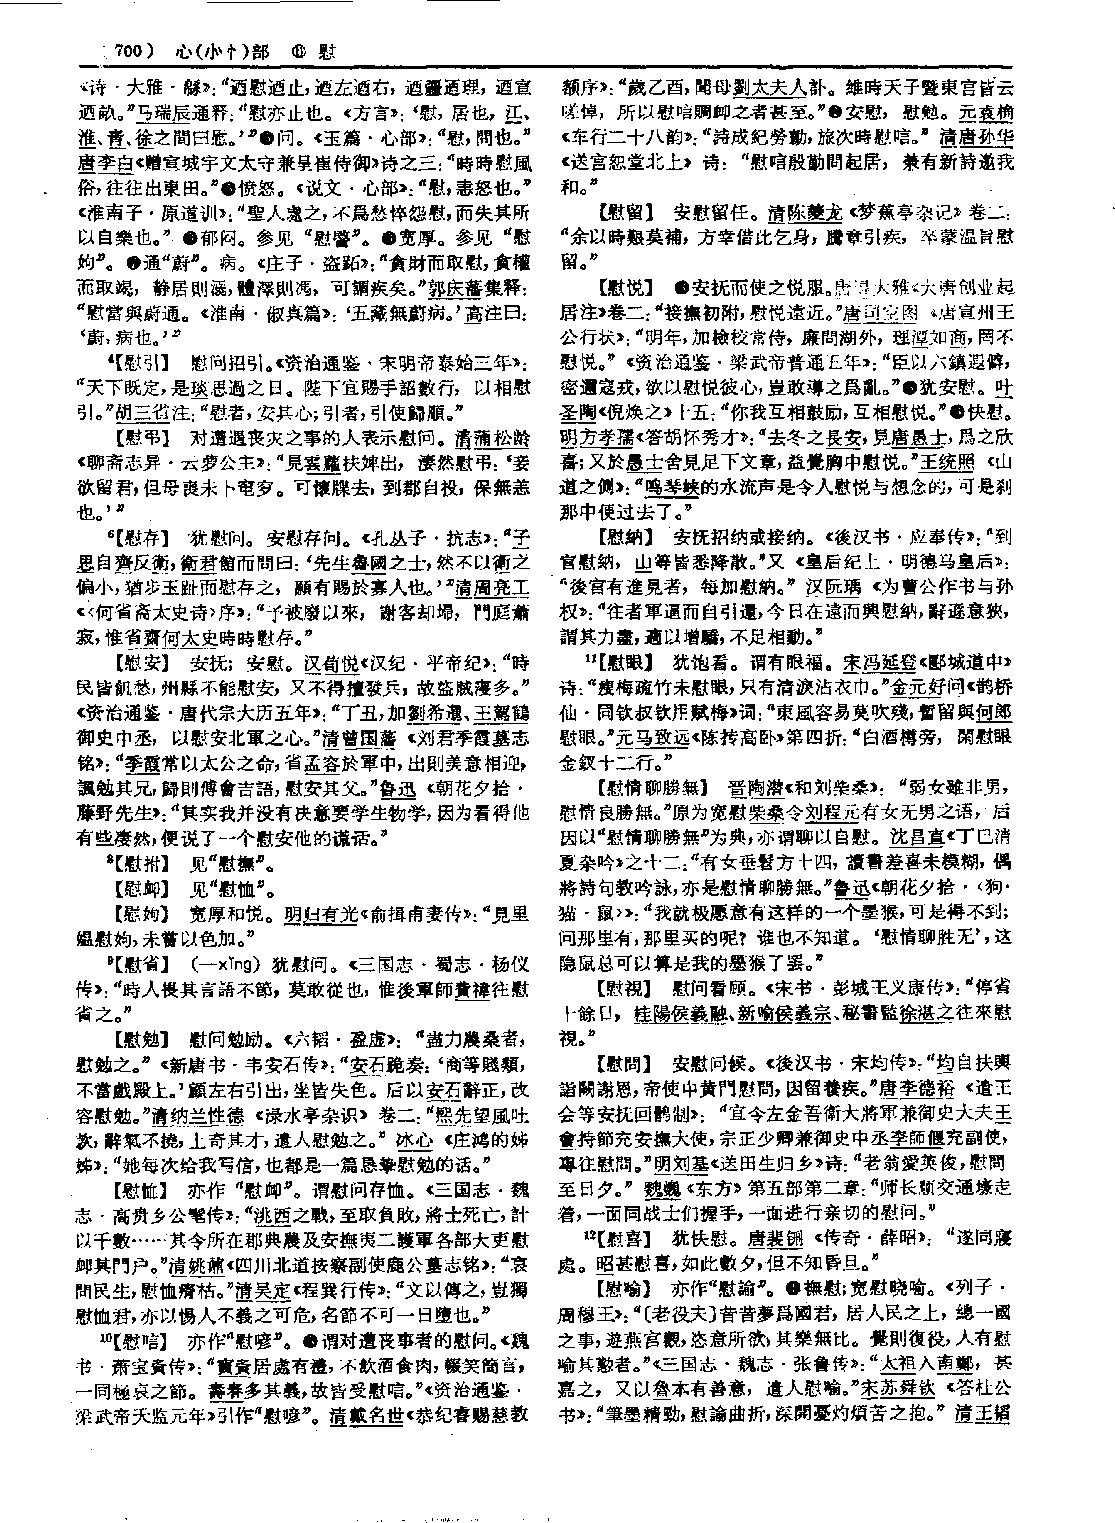 700） 心(小忄)部 ⑪ 慰
《诗·大雅·緜》：“迺慰迺止，迺左迺右，迺疆迺理，迺宣
迺畝。”马瑞辰通释：“慰亦止也。《方言》：‘慰，居也，江、
淮、青、徐之間曰慰。’”●问。《玉篇·心部》：“慰，問也。”
唐李白《贈宣城宇文太守兼呈崔侍御》诗之三：“時時慰風
俗，往往出東田。”●愤怒。《说文·心部》：“慰，恚怒也。”
《淮南子·原道训》：“聖人處之，不爲愁悴怨慰，而失其所
以自樂也。”●郁闷。参见“慰暋”。●宽厚。参见“慰
姁”。●通“蔚”。病。《庄子·盗跖》：“貪財而取慰，貪權
而取竭，静居則溺，體澤則馮，可謂疾矣。”郭庆藩集释：
“慰當與蔚通。《淮南·俶真篇》：‘五藏無蔚病。’高注曰：
‘蔚，病也。’”
4【慰引】 慰问招引。《资治通鉴·宋明帝泰始三年》：
“天下既定，是琰思過之日。陛下宜賜手詔數行，以相慰
引。”胡三省注：“慰者，安其心；引者，引使歸順。”
【慰弔】 对遭遇丧灾之事的人表示慰问。清蒲松龄
《聊斋志异·云萝公主》：“見雲蘿扶婢出，凄然慰弔：‘妾
欲留君，但母喪未卜窀穸。可懷牒去，到郡自投，保無恙
也。’”
6【慰存】 犹慰问。安慰存问。《孔丛子·抗志》：“子
思自齊反衛，衛君館而問曰：‘先生魯國之士，然不以衛之
偏小，猶步玉趾而慰存之，願有賜於寡人也。’”清周亮工
《〈何省斋太史诗〉序》：“予被廢以來，謝客却埽，門庭蕭
寂，惟省齋何太史時時慰存。”
【慰安】 安抚；安慰。汉荀悦《汉纪·平帝纪》：“時
民皆飢愁，州縣不能慰安，又不得擅發兵，故盜賊寖多。”
《资治通鉴·唐代宗大历五年》：“丁丑，加劉希暹、王駕鶴
御史中丞，以慰安北軍之心。”清曾国藩《刘君季霞墓志
铭》：“季霞常以太公之命，省孟容於軍中，出則美意相迎，
諷勉其兄，歸則傅會吉語，慰安其父。”鲁迅《朝花夕拾·
藤野先生》：“其实我并没有决意要学生物学，因为看得他
有些凄然，便说了一个慰安他的谎话。”
8【慰拊】 见“慰撫”。
【慰卹】 见“慰恤”。
【慰姁】 宽厚和悦。明归有光《俞揖甫妻传》：“見里
媼慰姁，未嘗以色加。”
9【慰省】 (—xǐng) 犹慰问。《三国志·蜀志·杨仪
传》：“時人畏其言語不節，莫敢從也，惟後軍師費禕往慰
省之。”
【慰勉】 慰问勉励。《六韬·盈虚》：“盡力農桑者，
慰勉之。”《新唐书·韦安石传》：“安石跪奏：‘商等賤類，
不當戲殿上。’顧左右引出，坐皆失色。后以安石辭正，改
容慰勉。”清纳兰性德《渌水亭杂识》卷二：“熙先望風吐
款，辭氣不撓，上奇其才，遣人慰勉之。”冰心《庄鸿的姊
姊》：“她每次给我写信，也都是一篇恳挚慰勉的话。”
【慰恤】 亦作“慰卹”。谓慰问存恤。《三国志·魏
志·高贵乡公髦传》：“洮西之戰，至取負敗，將士死亡，計
以千數……其令所在郡典農及安撫夷二護軍各部大吏慰
卹其門户。”清姚鼐《四川北道按察副使鹿公墓志铭》：“哀
問民生，慰恤瘠枯。”清吴定《程巽行传》：“文以傳之，豈獨
慰恤君，亦以惕人不義之可危，名節不可一日墮也。”
10【慰唁】 亦作“慰喭”。●谓对遭丧事者的慰问。《魏
书·萧宝夤传》：“寶夤居處有禮，不飲酒食肉，輟笑簡言，
一同極哀之節。壽春多其義，故皆受慰唁。”《资治通鉴·
梁武帝天监元年》引作“慰喭”。清戴名世《恭纪睿赐慈教
额序》：“歲乙酉，聞母劉太夫人訃。維時天子暨東宫皆云
嗟悼，所以慰唁賙卹之者甚至。”●安慰，慰勉。元袁桷
《车行二十八韵》：“詩成紀勞勩，旅次時慰唁。”清唐孙华
《送宫恕堂北上》诗：“慰唁殷勤問起居，兼有新詩邀我
和。”
【慰留】 安慰留任。清陈夔龙《梦蕉亭杂记》卷二：
“余以時艱莫補，方幸借此乞身，騰章引疾，卒蒙温旨慰
留。”
【慰悦】 ●安抚而使之悦服。唐温大雅《大唐创业起
居注》卷二：“接撫初附，慰悦遠近。”唐司空图《唐宣州王
公行状》：“明年，加檢校常侍，廉問湖外，理潭如商，罔不
慰悦。”《资治通鉴·梁武帝普通五年》：“臣以六鎮遐僻，
密邇寇戎，欲以慰悦彼心，豈敢導之爲亂。”●犹安慰。叶
圣陶《倪焕之》十五：“你我互相鼓励，互相慰悦。”●快慰。
明方孝孺《答胡怀秀才》：“去冬之長安，見唐愚士，爲之欣
喜；又於愚士舍見足下文章，益覺胸中慰悦。”王统照《山
道之侧》：“鸣琴峡的水流声是令人慰悦与想念的，可是刹
那中便过去了。”
【慰納】 安抚招纳或接纳。《後汉书·应奉传》：“到
官慰納，山等皆悉降散。”又《皇后纪上·明德马皇后》：
“後宫有進見者，每加慰納。”汉阮瑀《为曹公作书与孙
权》：“往者軍逼而自引還，今日在遠而興慰納，辭遜意狹，
謂其力盡，適以增驕，不足相動。”
11【慰眼】 犹饱看。谓有眼福。宋冯延登《郾城道中》
诗：“瘦梅疏竹未慰眼，只有清淚沾衣巾。”金元好问《鹊桥
仙·同钦叔钦用赋梅》词：“東風容易莫吹殘，暫留與何郎
慰眼。”元马致远《陈抟高卧》第四折：“白酒樽旁，閑慰眼
金釵十二行。”
【慰情聊勝無】 晋陶潜《和刘柴桑》：“弱女雖非男，
慰情良勝無。”原为宽慰柴桑令刘程元有女无男之语，后
因以“慰情聊勝無”为典，亦谓聊以自慰。沈昌直《丁巳消
夏杂吟》之十二：“有女垂髫方十四，讀書差喜未模糊，偶
將詩句教吟詠，亦是慰情聊勝無。”鲁迅《朝花夕拾·〈狗·
猫·鼠〉》：“我就极愿意有这样的一个墨猴，可是得不到；
问那里有，那里买的呢？谁也不知道。‘慰情聊胜无’，这
隐鼠总可以算是我的墨猴了罢。”
【慰視】 慰问看顾。《宋书·彭城王义康传》：“停省
十餘日，桂陽侯義融、新喻侯義宗、秘書監徐湛之往來慰
視。”
【慰問】 安慰问候。《後汉书·宋均传》：“均自扶輿
詣闕謝恩，帝使中黄門慰問，因留養疾。”唐李德裕《遣王
会等安抚回鹘制》：“宜令左金吾衛大將軍兼御史大夫王
會持節充安撫大使，宗正少卿兼御史中丞李師偃充副使，
專往慰問。”明刘基《送田生归乡》诗：“老翁愛英俊，慰問
至日夕。”魏巍《东方》第五部第二章：“师长顺交通壕走
着，一面同战士们握手，一面进行亲切的慰问。”
12【慰喜】 犹快慰。唐裴铏《传奇·薛昭》：“遂同寢
處。昭甚慰喜，如此數夕，但不知昏旦。”
【慰喻】 亦作“慰諭”。●撫慰；宽慰晓喻。《列子·
周穆王》：“〔老役夫〕昔昔夢爲國君，居人民之上，總一國
之事，遊燕宫觀，恣意所欲，其樂無比。覺則復役，人有慰
喻其懃者。”《三国志·魏志·张鲁传》：“太祖入南鄭，甚
嘉之，又以魯本有善意，遣人慰喻。”宋苏舜钦《答杜公
书》：“筆墨精勁，慰諭曲折，深開憂灼煩苦之抱。”清王韬